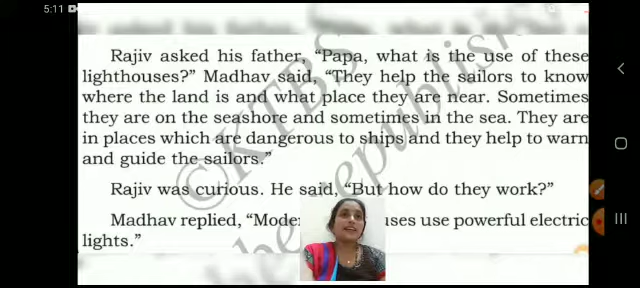 5:11
Rajiv asked his father, “Papa, what is the use of these
lighthouses?” Madhav said, “They help the sailors to know
where the land is and what place they are near. Sometimes
they are on the seashore and sometimes in the sea. They are
in places which are dangerous to ships and they help to warn
and guide the sailors.”
Rajiv was curious. He said, “But how do they work?”
Madhav replied, “Moder uses use powerful electric
lights.”
©KTBS
be republish